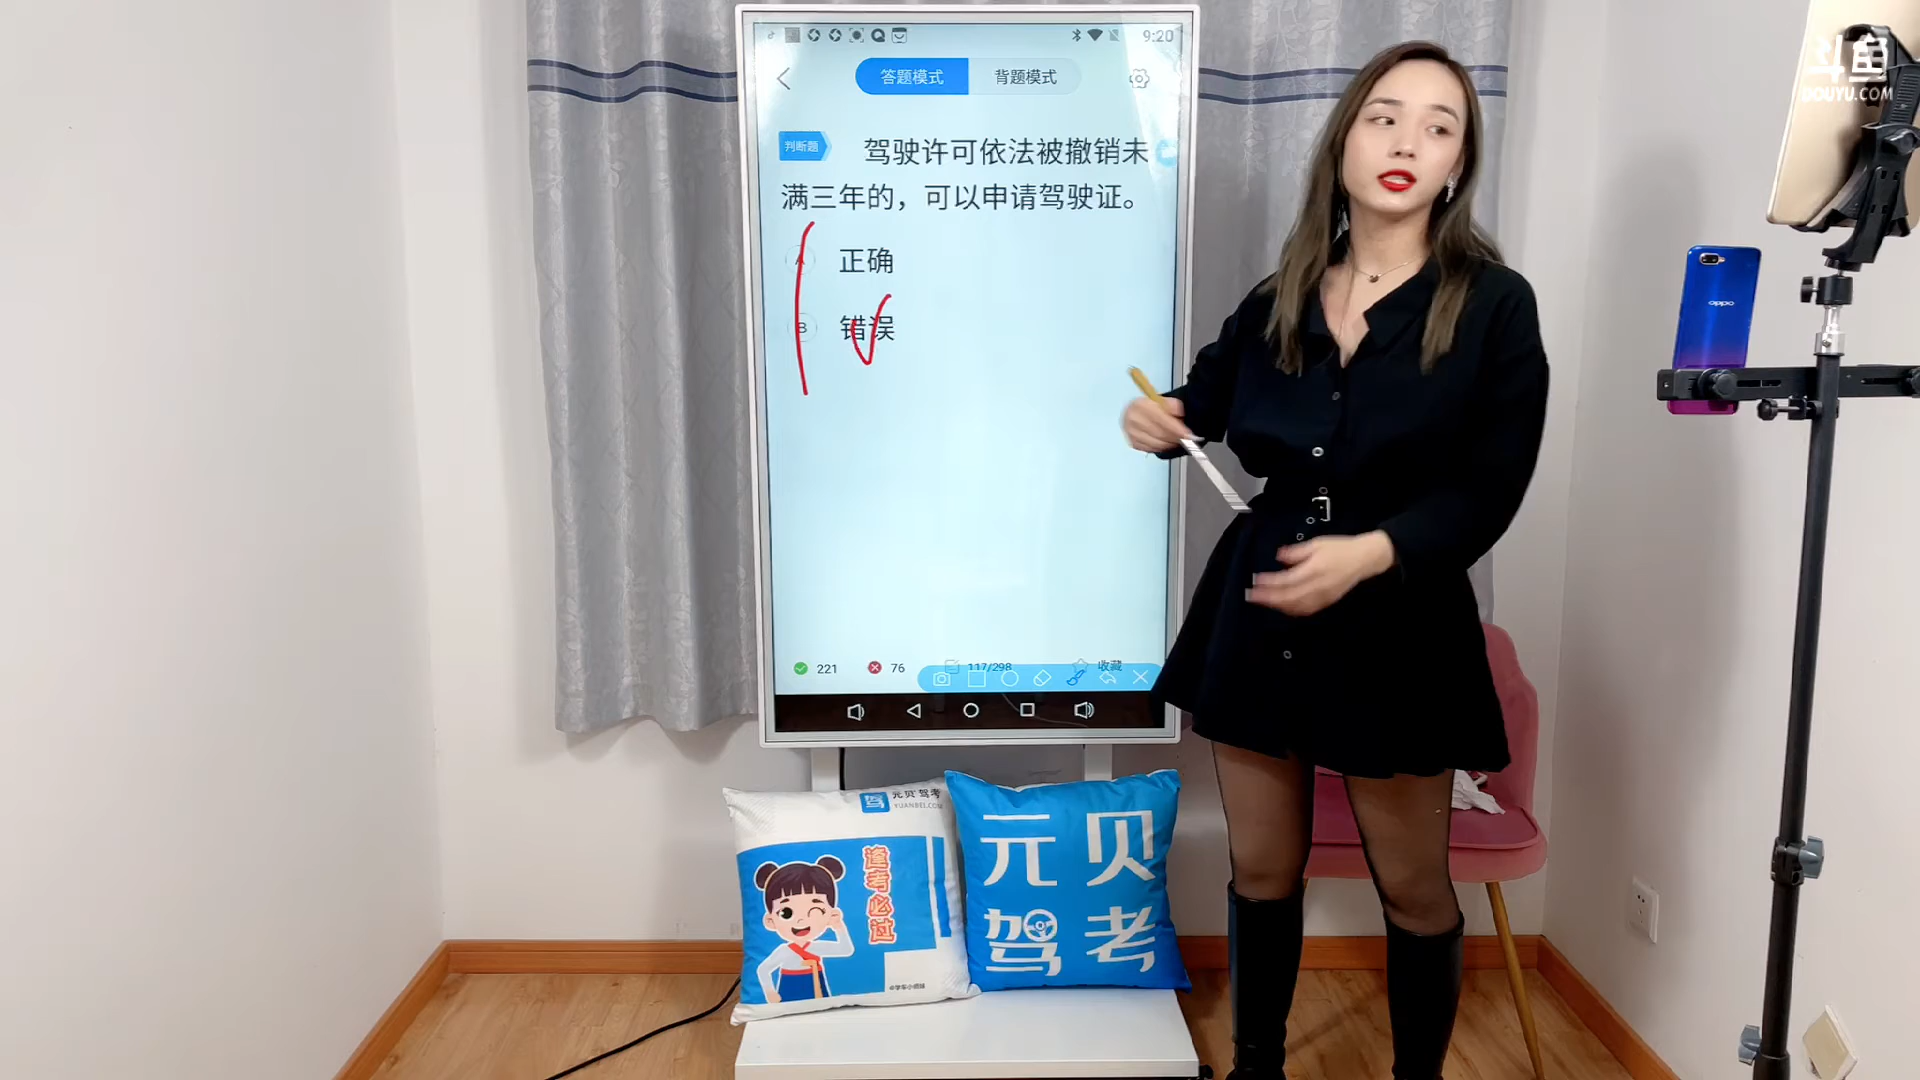 斗鱼
DOUYU.COM
9:20
答题模式 背题模式
判断题
驾驶许可依法被撤销未
满三年的，可以申请驾驶证。
A 正确
B 错误
221 76 117/298 收藏
oppo
元贝驾考
YUANBEI.COM
逢考必过
元贝
驾考